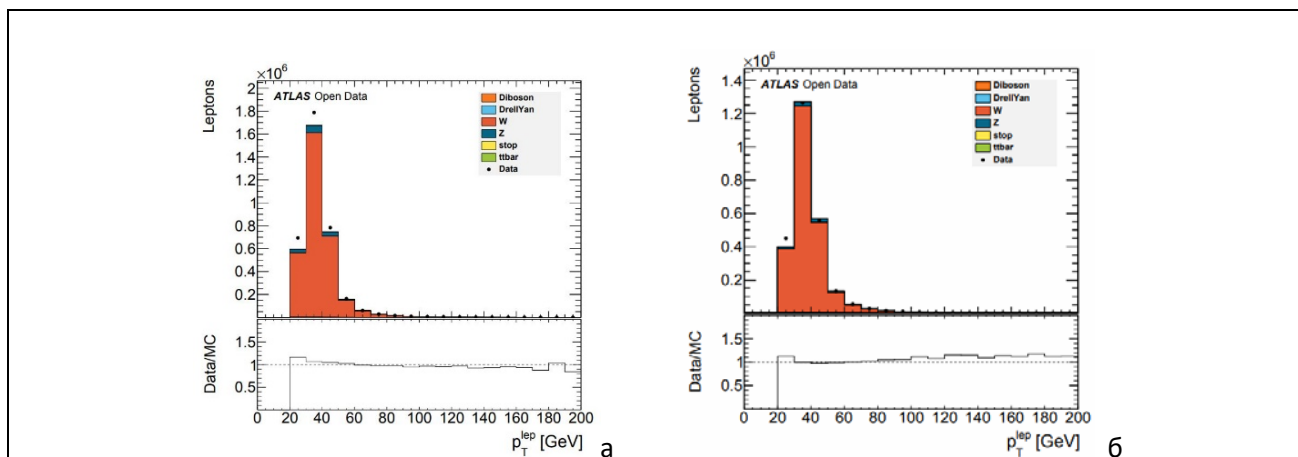 ×10⁶
Leptons
ATLAS Open Data
Diboson
DrellYan
W
Z
stop
ttbar
Data
2
1.8
1.6
1.4
1.2
1
0.8
0.6
0.4
0.2
Data/MC
1.5
1
0.5
0 20 40 60 80 100 120 140 160 180 200
p_T^lep [GeV]
а
×10⁶
Leptons
ATLAS Open Data
Diboson
DrellYan
W
Z
stop
ttbar
Data
1.4
1.2
1
0.8
0.6
0.4
0.2
Data/MC
1.5
1
0.5
0 20 40 60 80 100 120 140 160 180 200
p_T^lep [GeV]
б